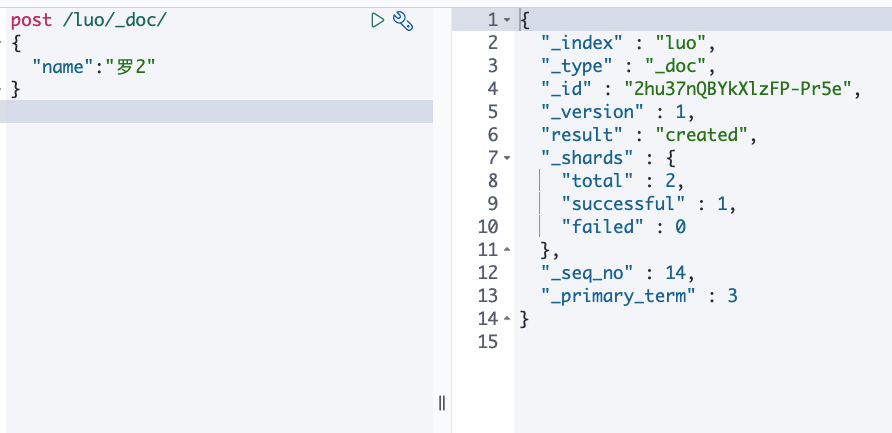 post /luo/_doc/
{
  "name":"罗2"
}
1 {
2   "_index" : "luo",
3   "_type" : "_doc",
4   "_id" : "2hu37nQBYkXlzFP-Pr5e",
5   "_version" : 1,
6   "result" : "created",
7   "_shards" : {
8     "total" : 2,
9     "successful" : 1,
10     "failed" : 0
11   },
12   "_seq_no" : 14,
13   "_primary_term" : 3
14 }
15